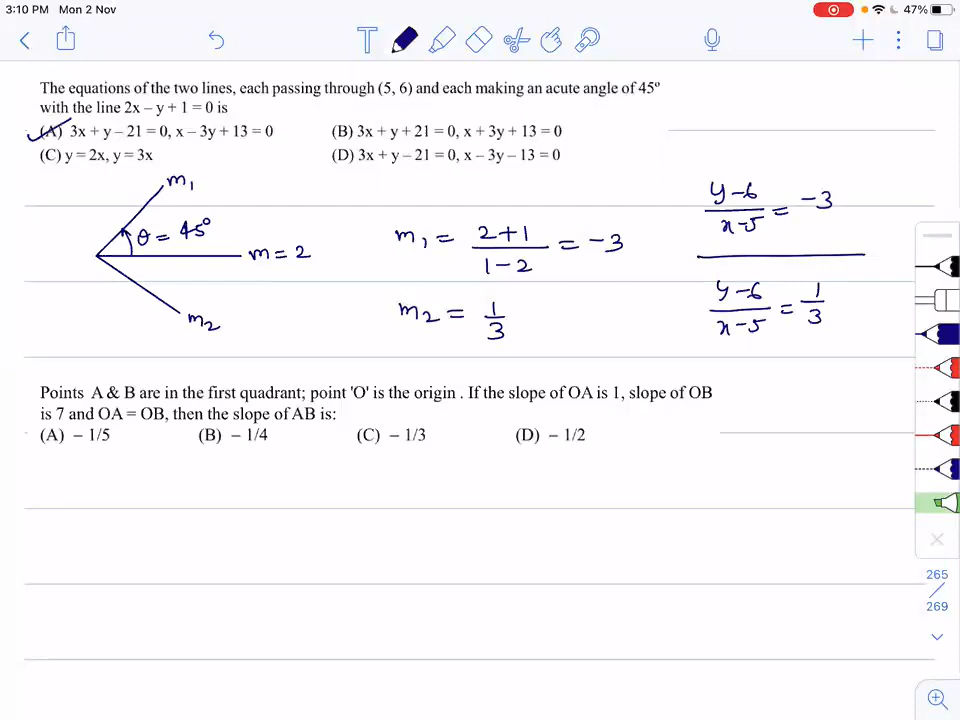 3:10 PM Mon 2 Nov 47%
The equations of the two lines, each passing through (5, 6) and each making an acute angle of 45º
with the line 2x – y + 1 = 0 is
(A) 3x + y – 21 = 0, x – 3y + 13 = 0 (B) 3x + y + 21 = 0, x + 3y + 13 = 0
(C) y = 2x, y = 3x (D) 3x + y – 21 = 0, x – 3y – 13 = 0
m₁
θ = 45°
m = 2
m₂
m₁ = (2+1)/(1–2) = –3
m₂ = 1/3
(y–6)/(x–5) = –3
(y–6)/(x–5) = 1/3
Points A & B are in the first quadrant; point 'O' is the origin . If the slope of OA is 1, slope of OB
is 7 and OA = OB, then the slope of AB is:
(A) – 1/5 (B) – 1/4 (C) – 1/3 (D) – 1/2
265
/
269